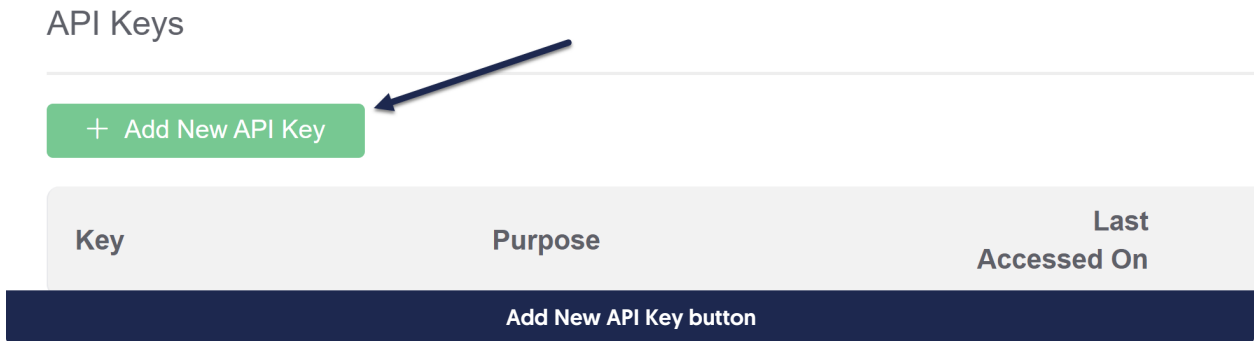 API Keys
+ Add New API Key
Key Purpose Last
Accessed On
Add New API Key button